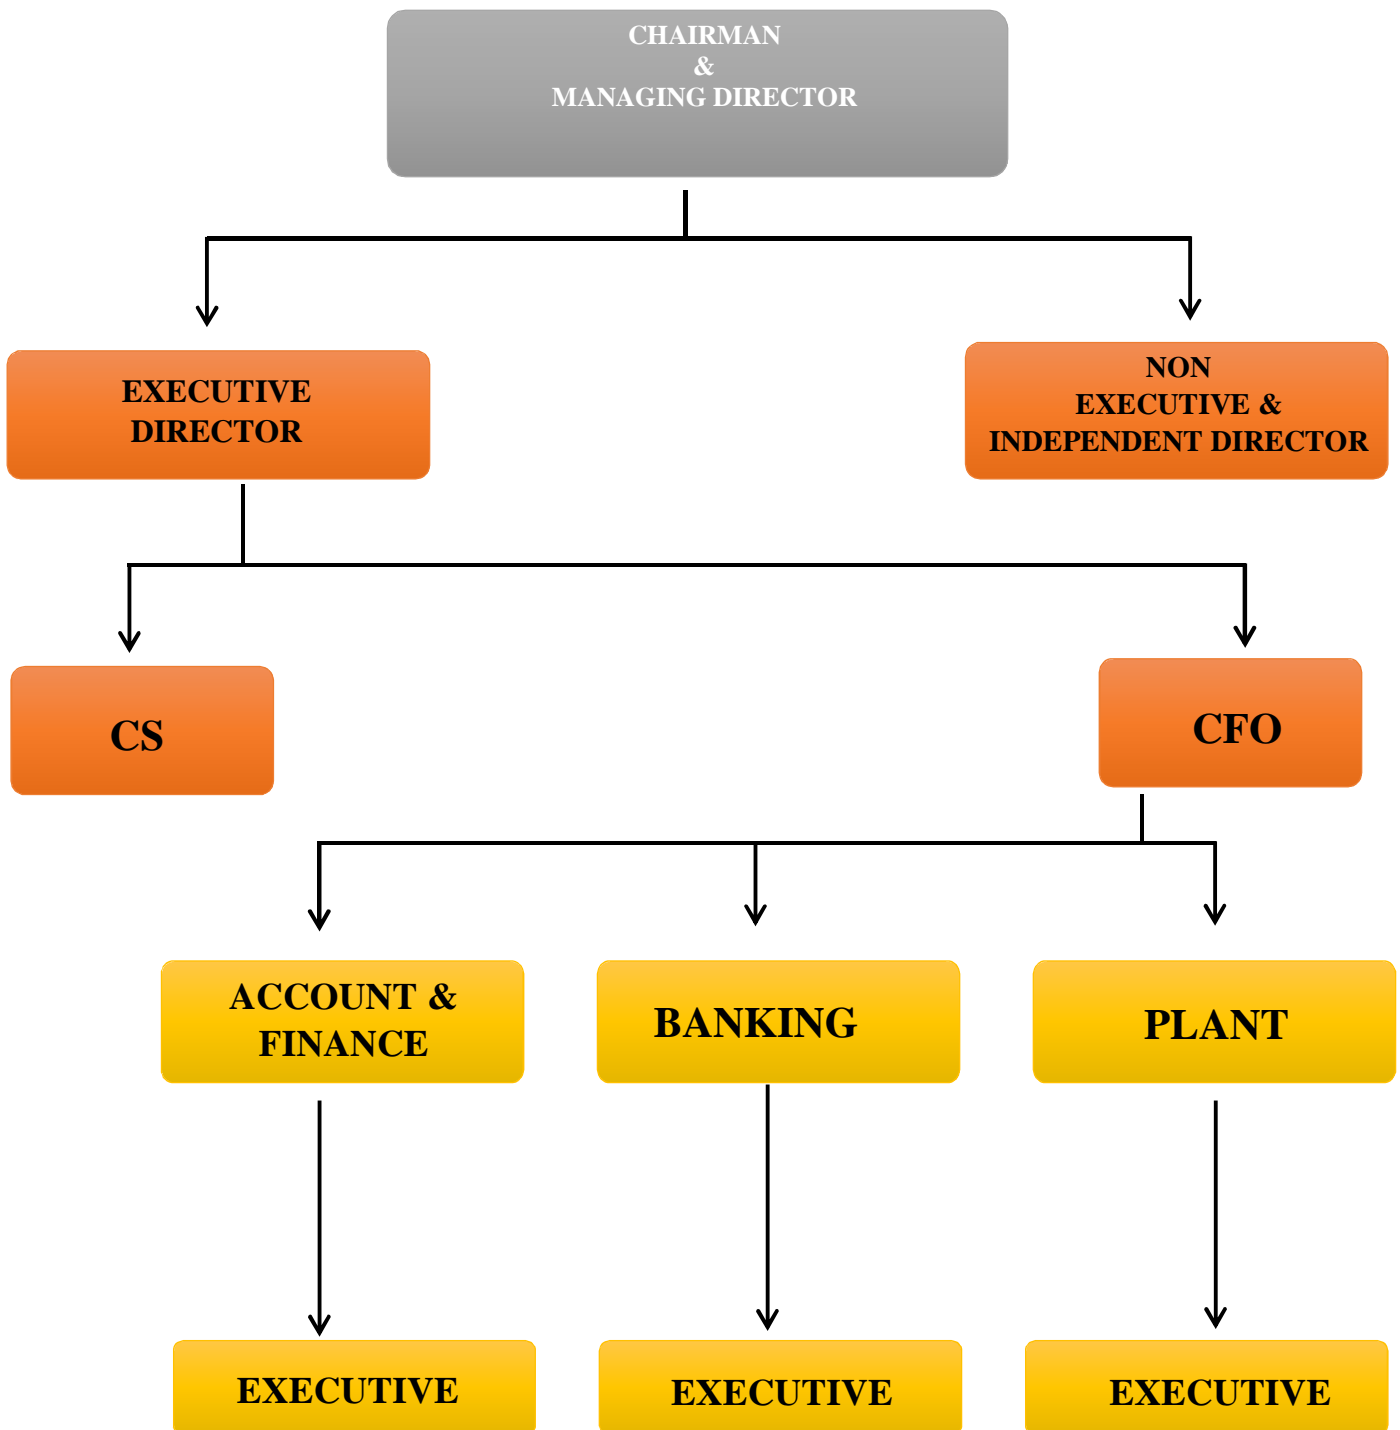 CHAIRMAN
&
MANAGING DIRECTOR
EXECUTIVE
DIRECTOR
NON
EXECUTIVE &
INDEPENDENT DIRECTOR
CS
CFO
ACCOUNT &
FINANCE
BANKING
PLANT
EXECUTIVE
EXECUTIVE
EXECUTIVE